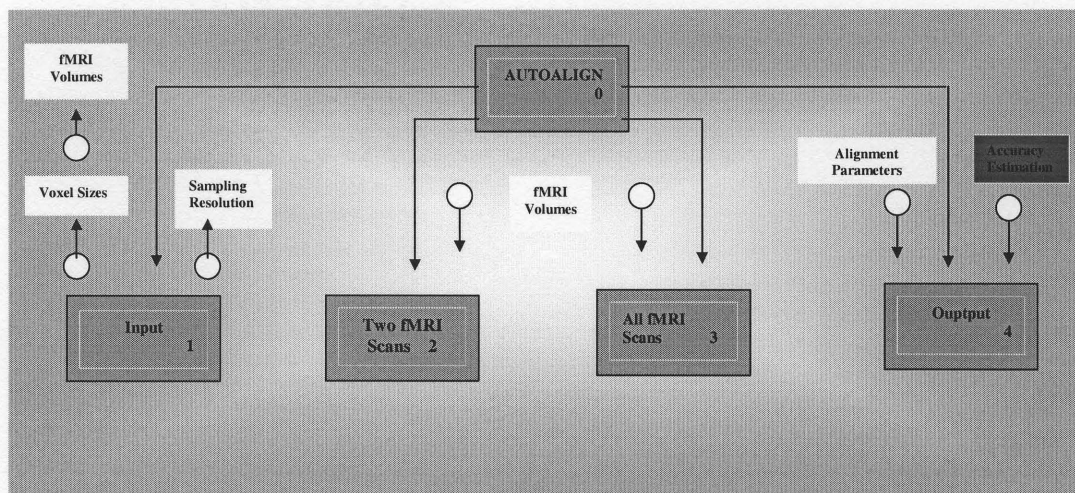 fMRI
Volumes
AUTOALIGN
0
Voxel Sizes
Sampling
Resolution
fMRI
Volumes
Alignment
Parameters
Accuracy
Estimation
Input
1
Two fMRI
Scans 2
All fMRI
Scans 3
Ouptput
4